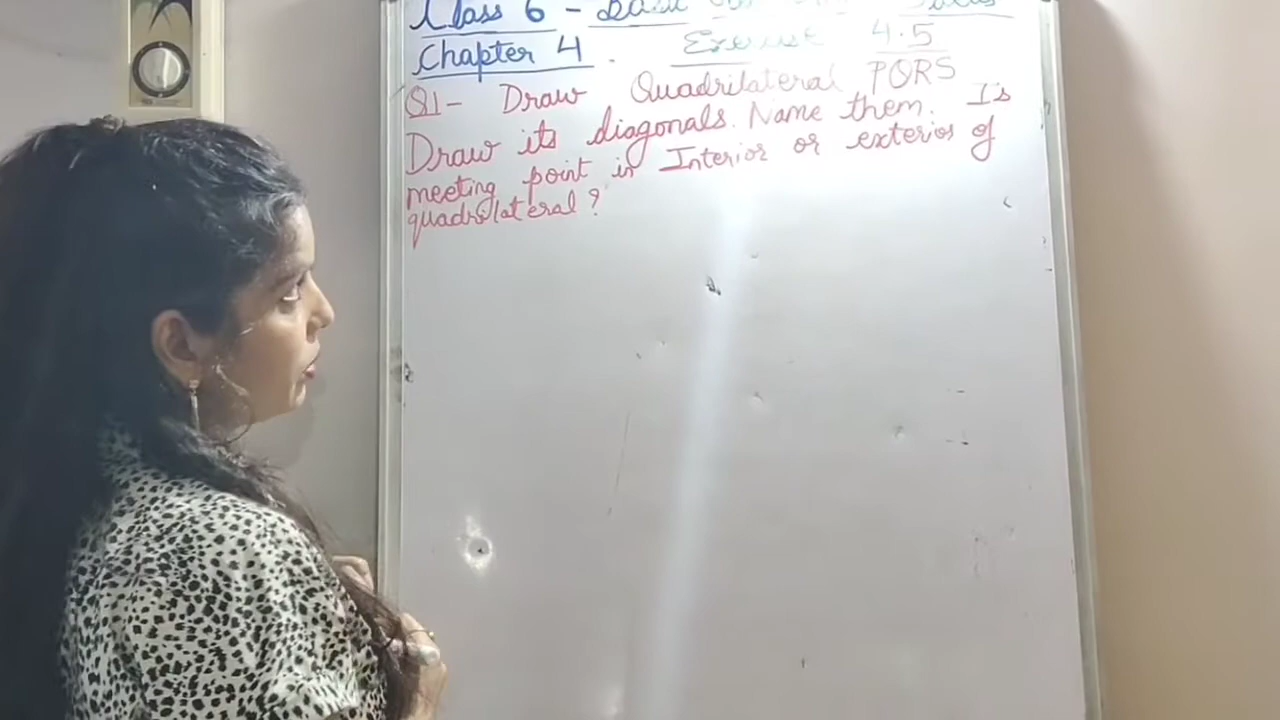 Class 6 - Basic
Chapter 4. Exercise 4.5
Q1- Draw Quadrilateral PQRS
Draw its diagonals. Name them. Is
meeting point in Interior or exterior of
quadrilateral ?